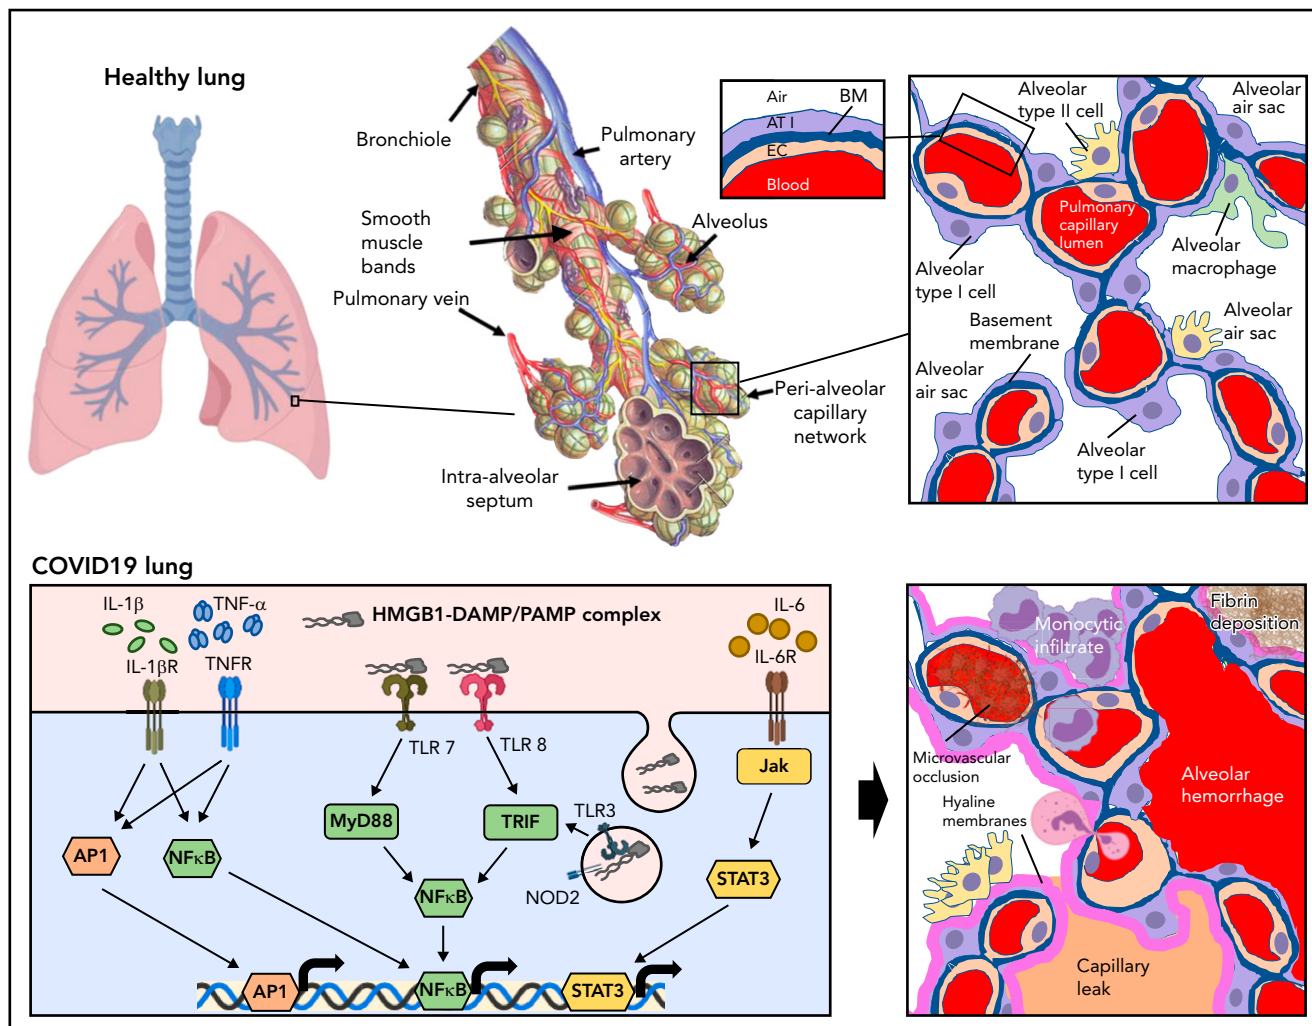 Healthy lung
Bronchiole
Pulmonary
artery
Smooth
muscle
bands
Alveolus
Pulmonary vein
Peri-alveolar
capillary
network
Intra-alveolar
septum
Air
BM
AT I
EC
Blood
Alveolar
type II cell
Alveolar
air sac
Pulmonary
capillary
lumen
Alveolar
macrophage
Alveolar
type I cell
Basement
membrane
Alveolar
air sac
Alveolar
air sac
Alveolar
type I cell
COVID19 lung
IL-1β
TNF-α
HMGB1-DAMP/PAMP complex
IL-6
IL-1βR
TNFR
IL-6R
TLR 7
TLR 8
Jak
MyD88
TRIF
TLR3
AP1
NFκB
NOD2
STAT3
NFκB
AP1
NFκB
STAT3
Monocytic
infiltrate
Fibrin
deposition
Microvascular
occlusion
Alveolar
hemorrhage
Hyaline
membranes
Capillary
leak